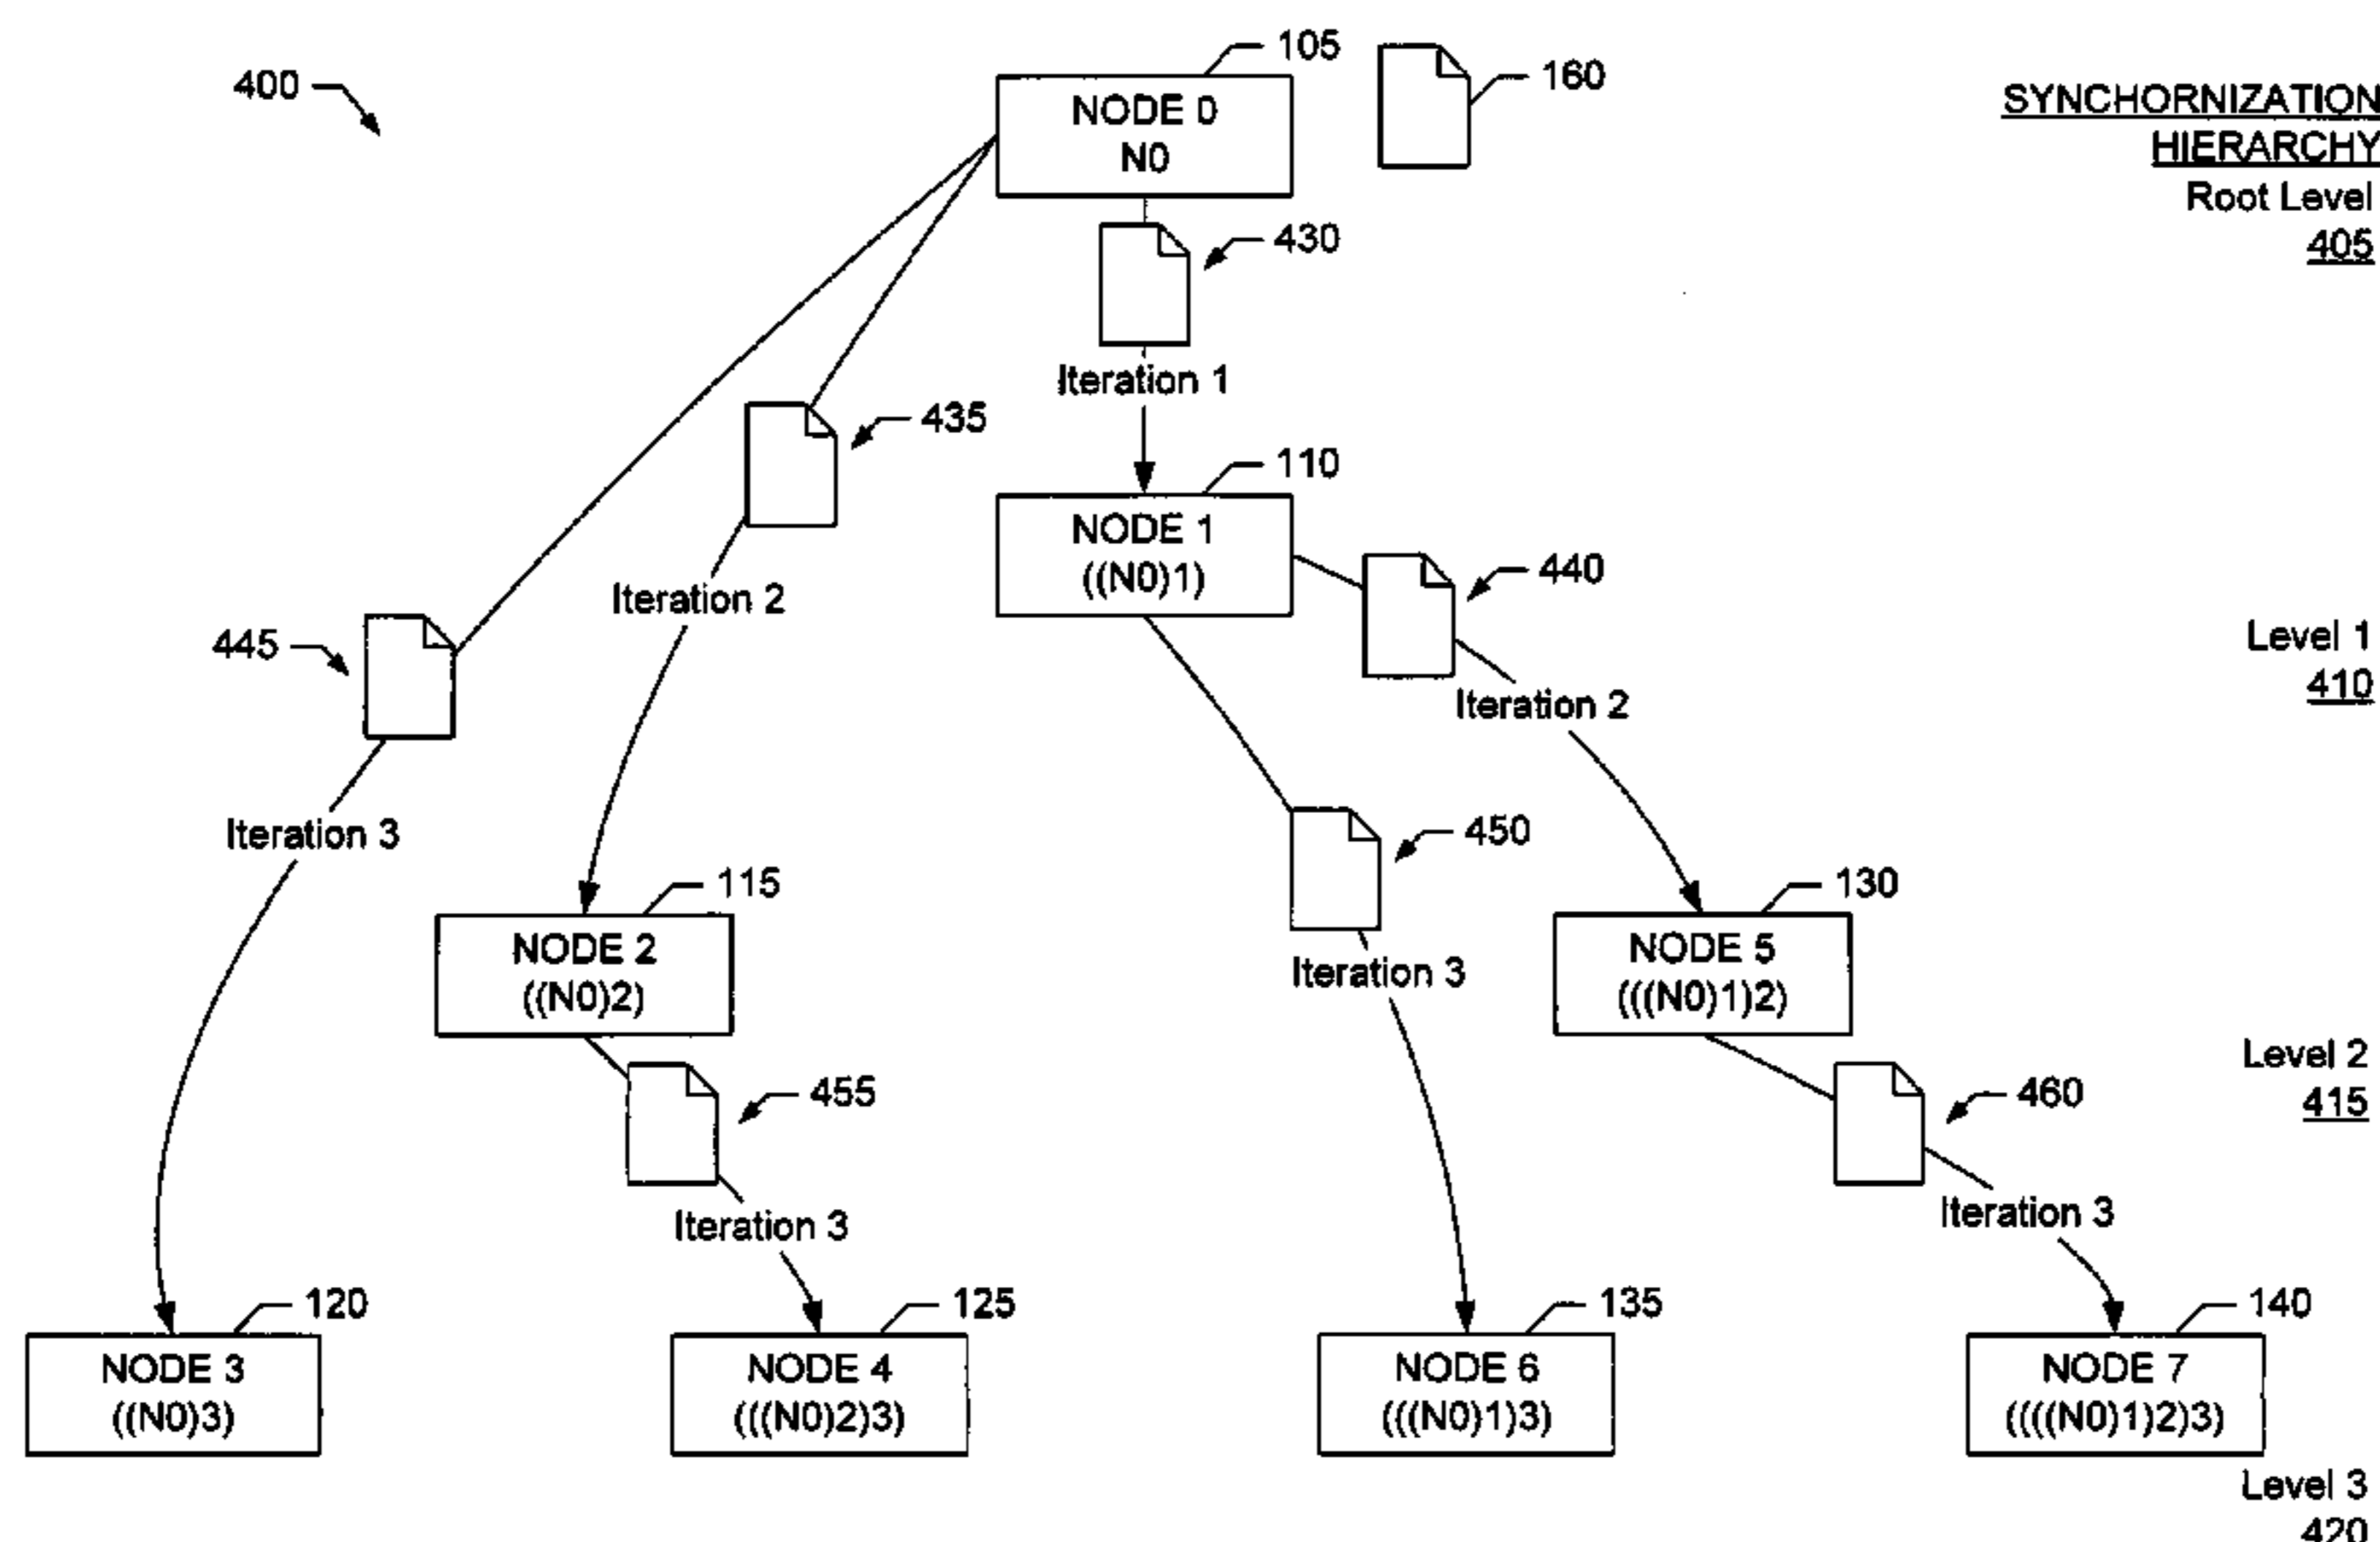 400
105
160
NODE 0
N0
SYNCHORNIZATION
HIERARCHY
Root Level
405
430
Iteration 1
435
110
NODE 1
((N0)1)
440
Iteration 2
445
Level 1
410
Iteration 2
Iteration 3
450
115
130
NODE 2
((N0)2)
Iteration 3
NODE 5
(((N0)1)2)
Level 2
415
455
460
Iteration 3
Iteration 3
120
125
135
140
NODE 3
((N0)3)
NODE 4
(((N0)2)3)
NODE 6
(((N0)1)3)
NODE 7
((((N0)1)2)3)
Level 3
420